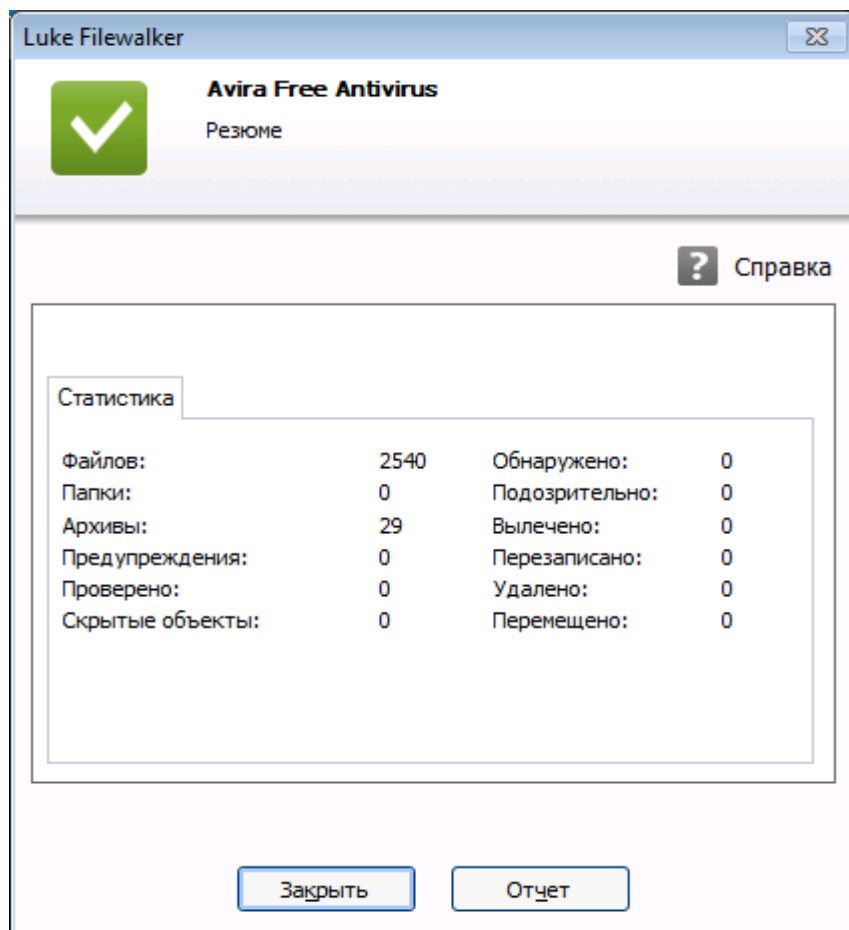 Luke Filewalker
Avira Free Antivirus
Резюме
? Справка
Статистика
Файлов: 2540 Обнаружено: 0
Папки: 0 Подозрительно: 0
Архивы: 29 Вылечено: 0
Предупреждения: 0 Перезаписано: 0
Проверено: 0 Удалено: 0
Скрытые объекты: 0 Перемещено: 0
Закрыть Отчет